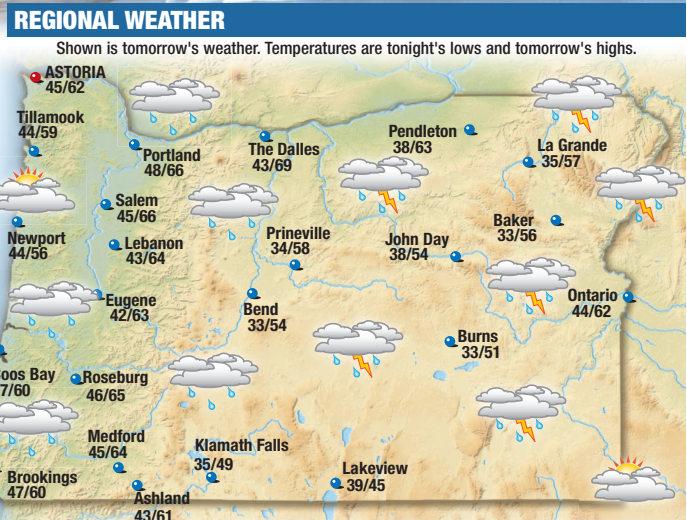 REGIONAL WEATHER
Shown is tomorrow's weather. Temperatures are tonight's lows and tomorrow's highs.
ASTORIA
45/62
Tillamook
44/59
Portland
48/66
The Dalles
43/69
Pendleton
38/63
La Grande
35/57
Salem
45/66
Newport
44/56
Lebanon
43/64
Prineville
34/58
John Day
38/54
Baker
33/56
Eugene
42/63
Bend
33/54
Ontario
44/62
Burns
33/51
oos Bay
7/60
Roseburg
46/65
Medford
45/64
Klamath Falls
35/49
Lakeview
39/45
Brookings
47/60
Ashland
43/61